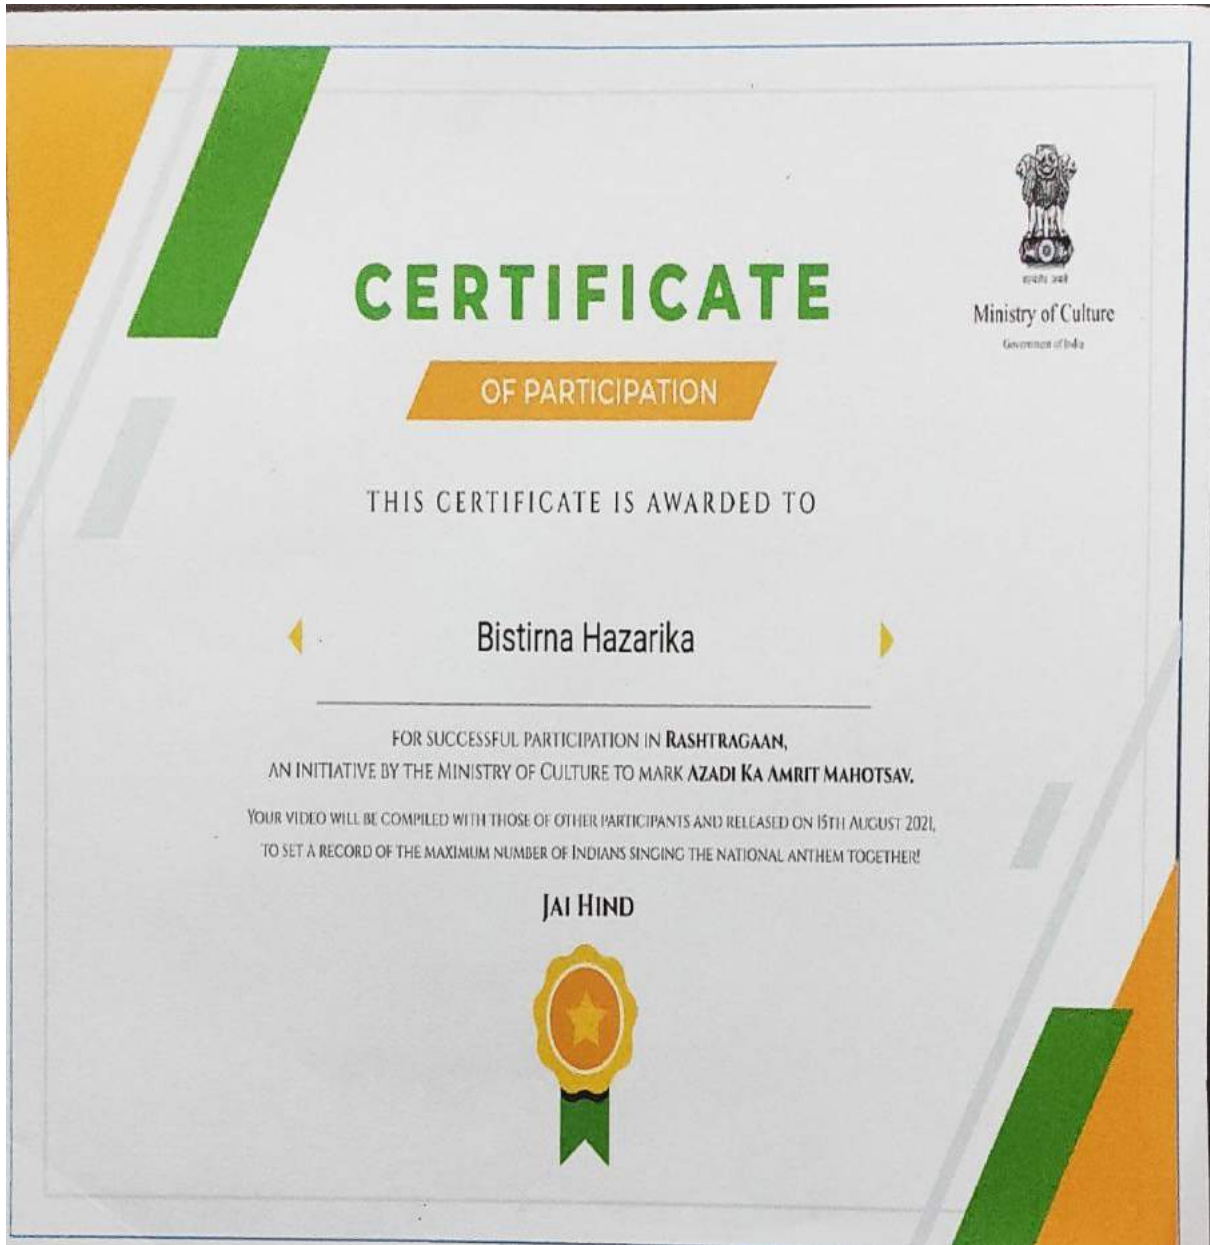 CERTIFICATE
OF PARTICIPATION
Ministry of Culture
Government of India
THIS CERTIFICATE IS AWARDED TO
Bistirna Hazarika
FOR SUCCESSFUL PARTICIPATION IN RASHTRAGAAN,
AN INITIATIVE BY THE MINISTRY OF CULTURE TO MARK AZADI KA AMRIT MAHOTSAV.
YOUR VIDEO WILL BE COMPILED WITH THOSE OF OTHER PARTICIPANTS AND RELEASED ON 15TH AUGUST 2021,
TO SET A RECORD OF THE MAXIMUM NUMBER OF INDIANS SINGING THE NATIONAL ANTHEM TOGETHER!
JAI HIND